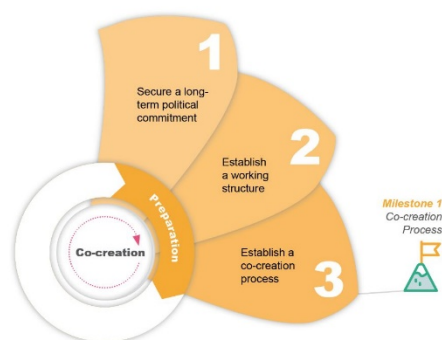 1
Secure a long-
term political
commitment
2
Establish
a working
structure
Preparation
Co-creation
3
Establish a
co-creation
process
Milestone 1
Co-creation
Process